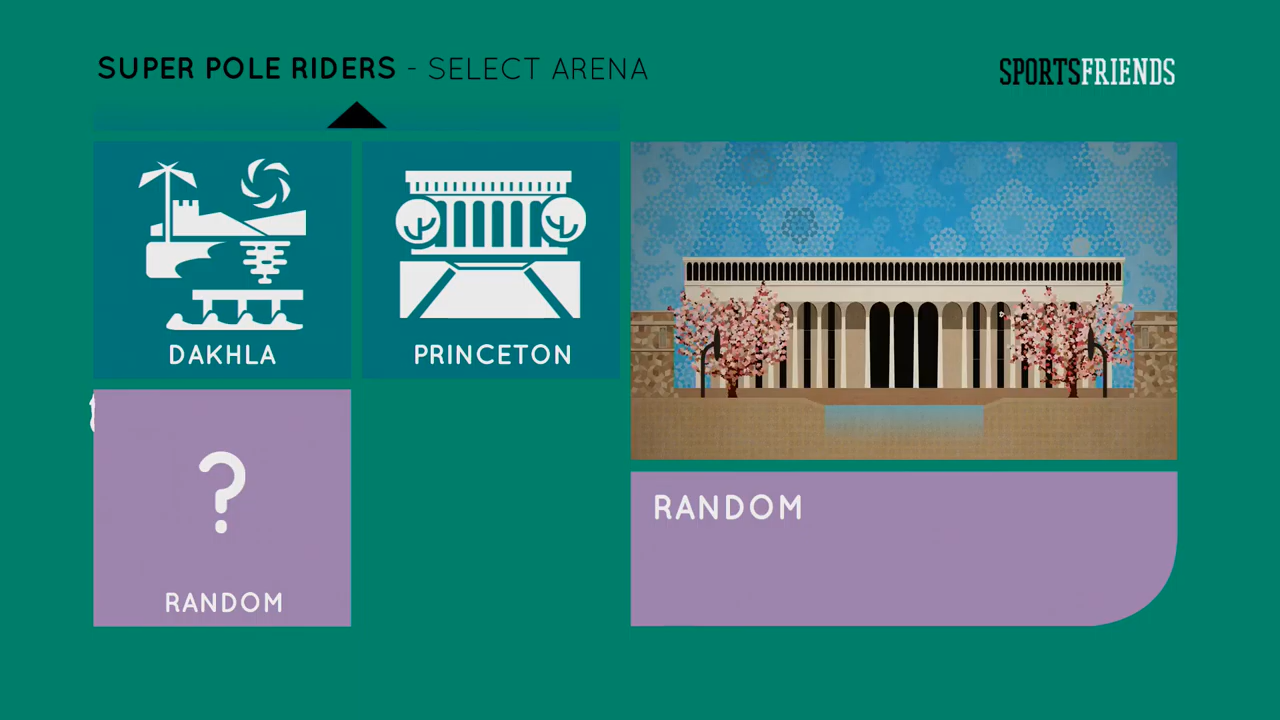 SUPER POLE RIDERS - SELECT ARENA
SPORTSFRIENDS
DAKHLA
PRINCETON
?
RANDOM
RANDOM